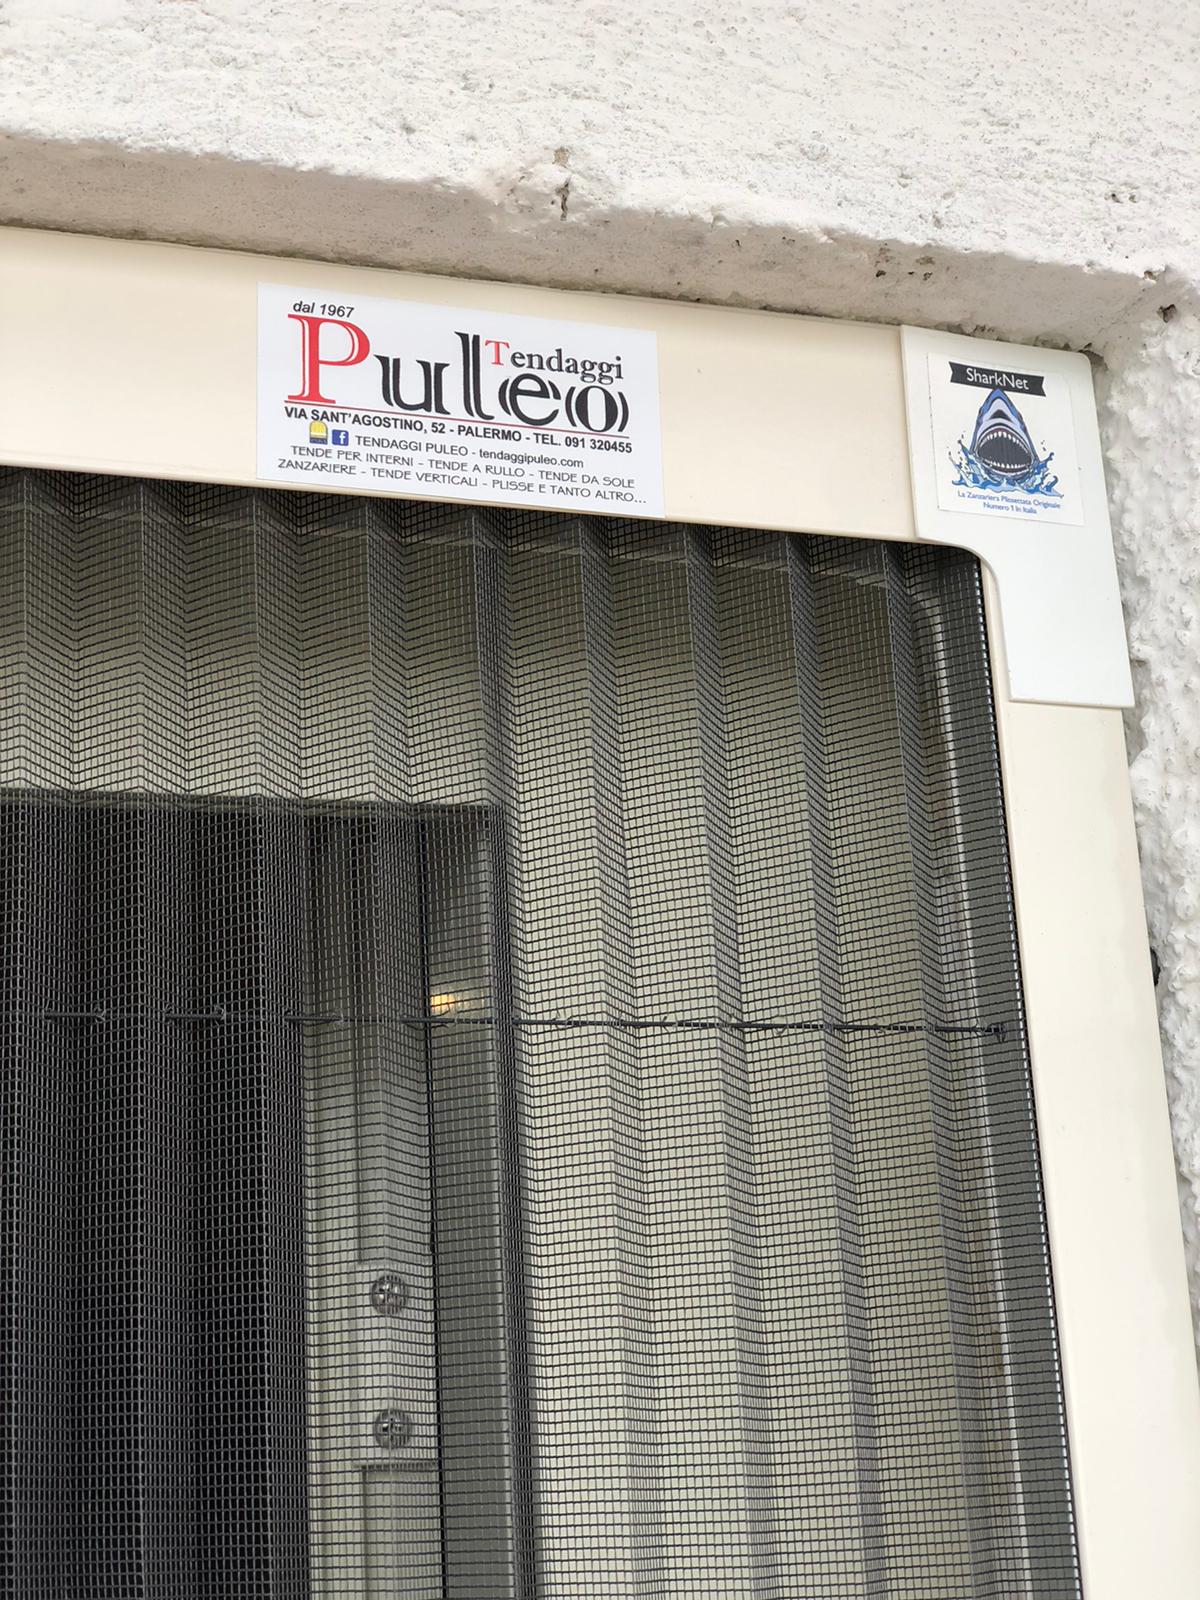 dal 1967
Puleo
Tendaggi
VIA SANT'AGOSTINO, 52 - PALERMO - TEL. 091 320455
f TENDAGGI PULEO - tendaggipuleo.com
TENDE PER INTERNI - TENDE A RULLO - TENDE DA SOLE
ZANZARIERE - TENDE VERTICALI - PLISSE E TANTO ALTRO...
SharkNet
La Zanzariera Plissettata Originale
Numero 1 In Italia